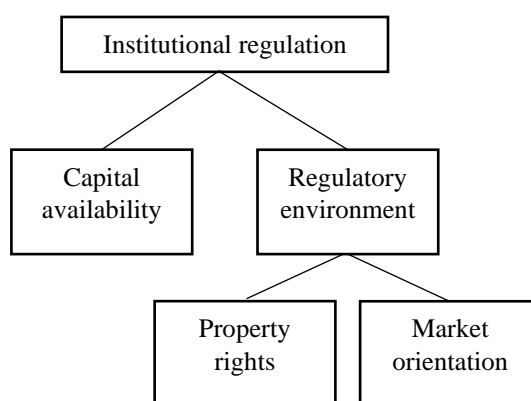 Institutional regulation
Capital
availability
Regulatory
environment
Property
rights
Market
orientation